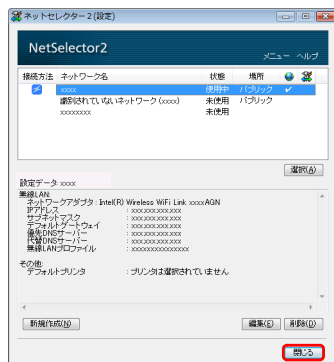 ネットセレクター2(設定)
NetSelector2
メニュー ヘルプ
接続方法 ネットワーク名 状態 場所
xxxx 使用中 パブリック
識別されていないネットワーク (xxxx) 未使用 パブリック
xxxxxxxx 未使用
選択(A)
設定データ: xxxx
無線LAN:
ネットワークアダプタ : Intel(R) Wireless WiFi Link xxxxAGN
IPアドレス : xxx.xxx.xxx.xxx
サブネットマスク : xxx.xxx.xxx.xxx
デフォルトゲートウェイ : xxx.xxx.xxx.xxx
優先DNSサーバー : xxx.xxx.xxx.xxx
代替DNSサーバー : xxx.xxx.xxx.xxx
無線LANプロファイル : xxxxxxxxxxxxxxx
その他:
デフォルトプリンタ : プリンタは選択されていません
新規作成(N) 編集(E) 削除(D)
閉じる